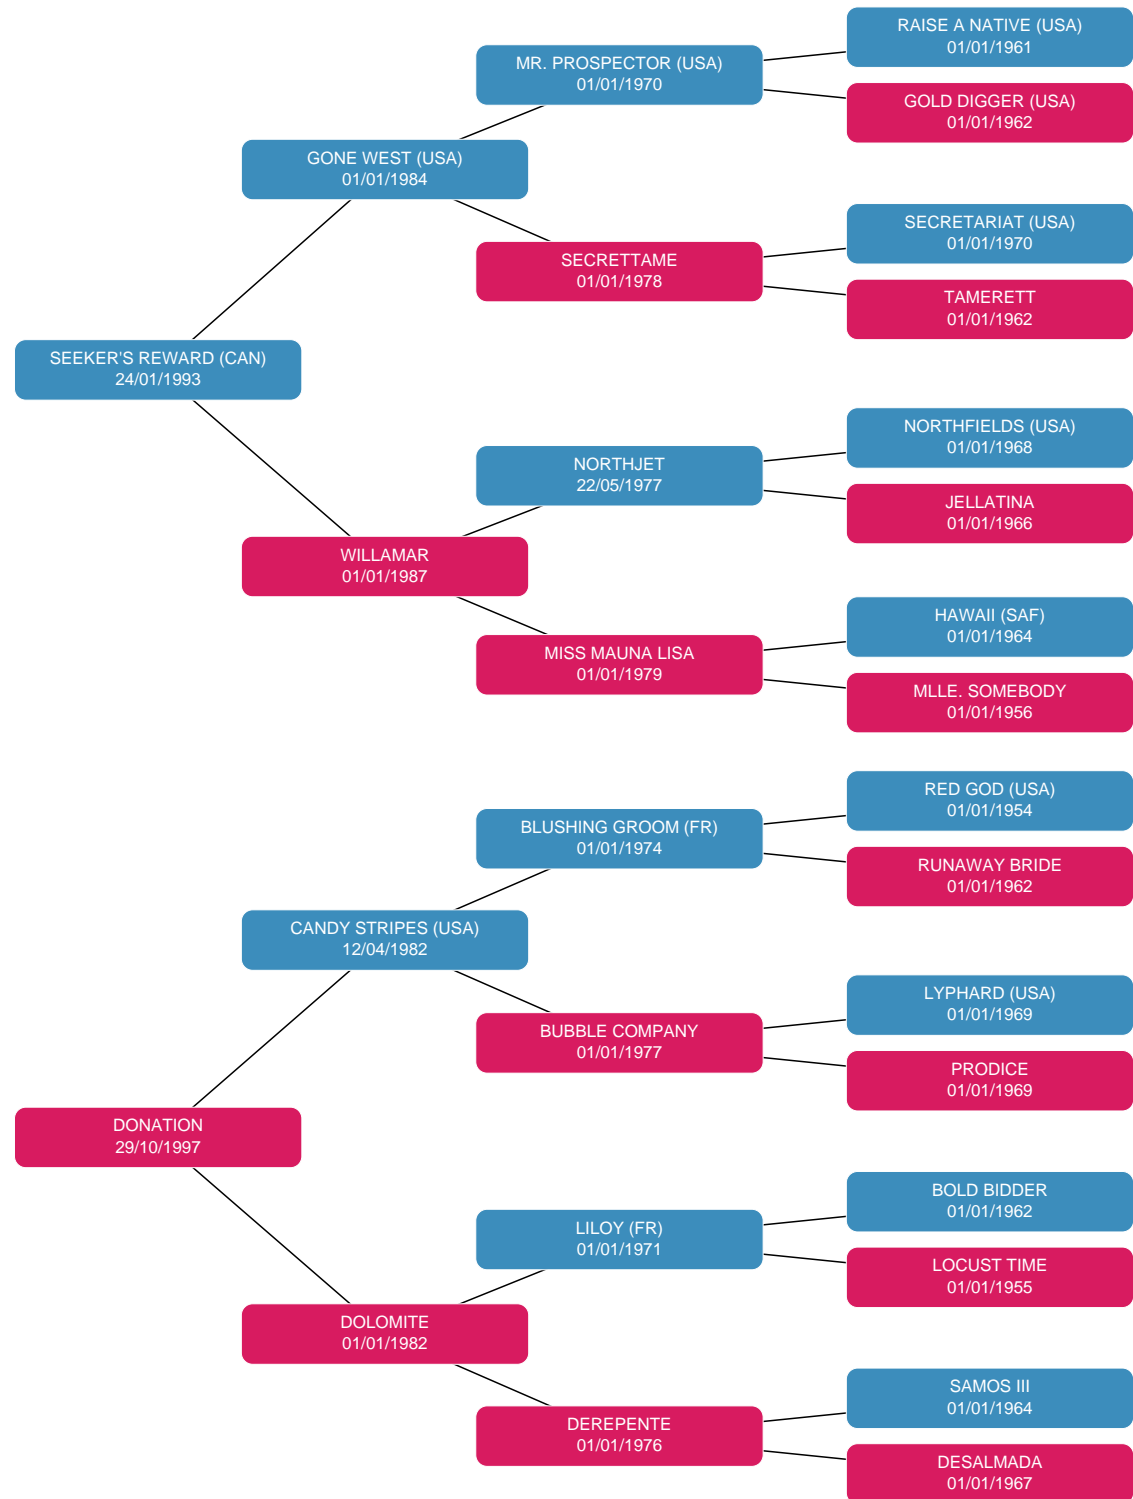 RAISE A NATIVE (USA)
01/01/1961
MR. PROSPECTOR (USA)
01/01/1970
GOLD DIGGER (USA)
01/01/1962
GONE WEST (USA)
01/01/1984
SECRETARIAT (USA)
01/01/1970
SECRETTAME
01/01/1978
TAMERETT
01/01/1962
SEEKER'S REWARD (CAN)
24/01/1993
NORTHFIELDS (USA)
01/01/1968
NORTHJET
22/05/1977
JELLATINA
01/01/1966
WILLAMAR
01/01/1987
HAWAII (SAF)
01/01/1964
MISS MAUNA LISA
01/01/1979
MLLE. SOMEBODY
01/01/1956
RED GOD (USA)
01/01/1954
BLUSHING GROOM (FR)
01/01/1974
RUNAWAY BRIDE
01/01/1962
CANDY STRIPES (USA)
12/04/1982
LYPHARD (USA)
01/01/1969
BUBBLE COMPANY
01/01/1977
PRODICE
01/01/1969
DONATION
29/10/1997
BOLD BIDDER
01/01/1962
LILOY (FR)
01/01/1971
LOCUST TIME
01/01/1955
DOLOMITE
01/01/1982
SAMOS III
01/01/1964
DEREPENTE
01/01/1976
DESALMADA
01/01/1967